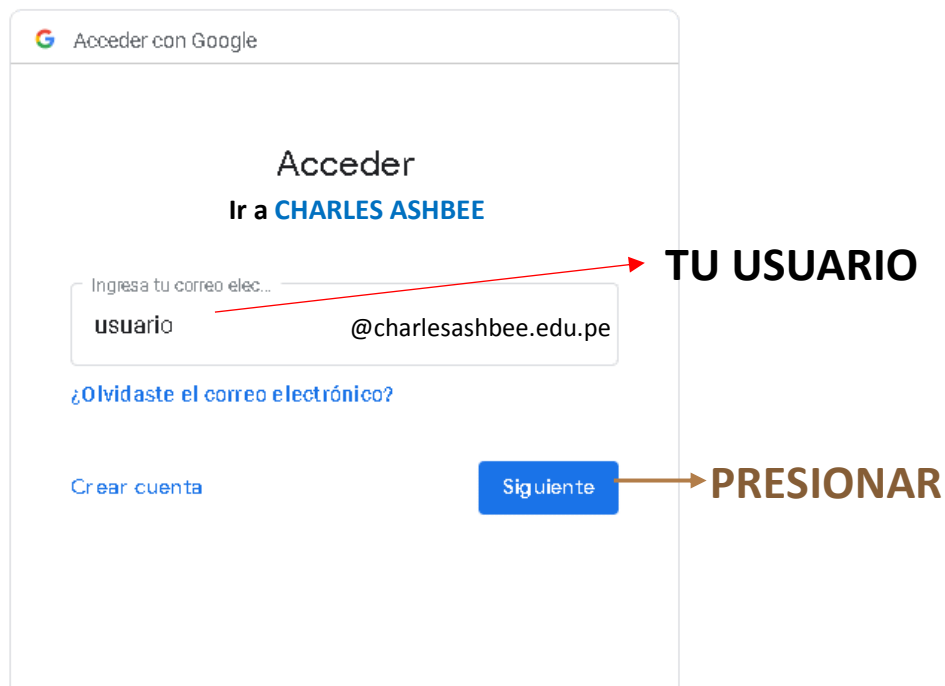 Acceder con Google
Acceder
Ir a CHARLES ASHBEE
TU USUARIO
Ingresa tu correo elec...
usuario @charlesashbee.edu.pe
¿Olvidaste el correo electrónico?
Crear cuenta
Siguiente
PRESIONAR